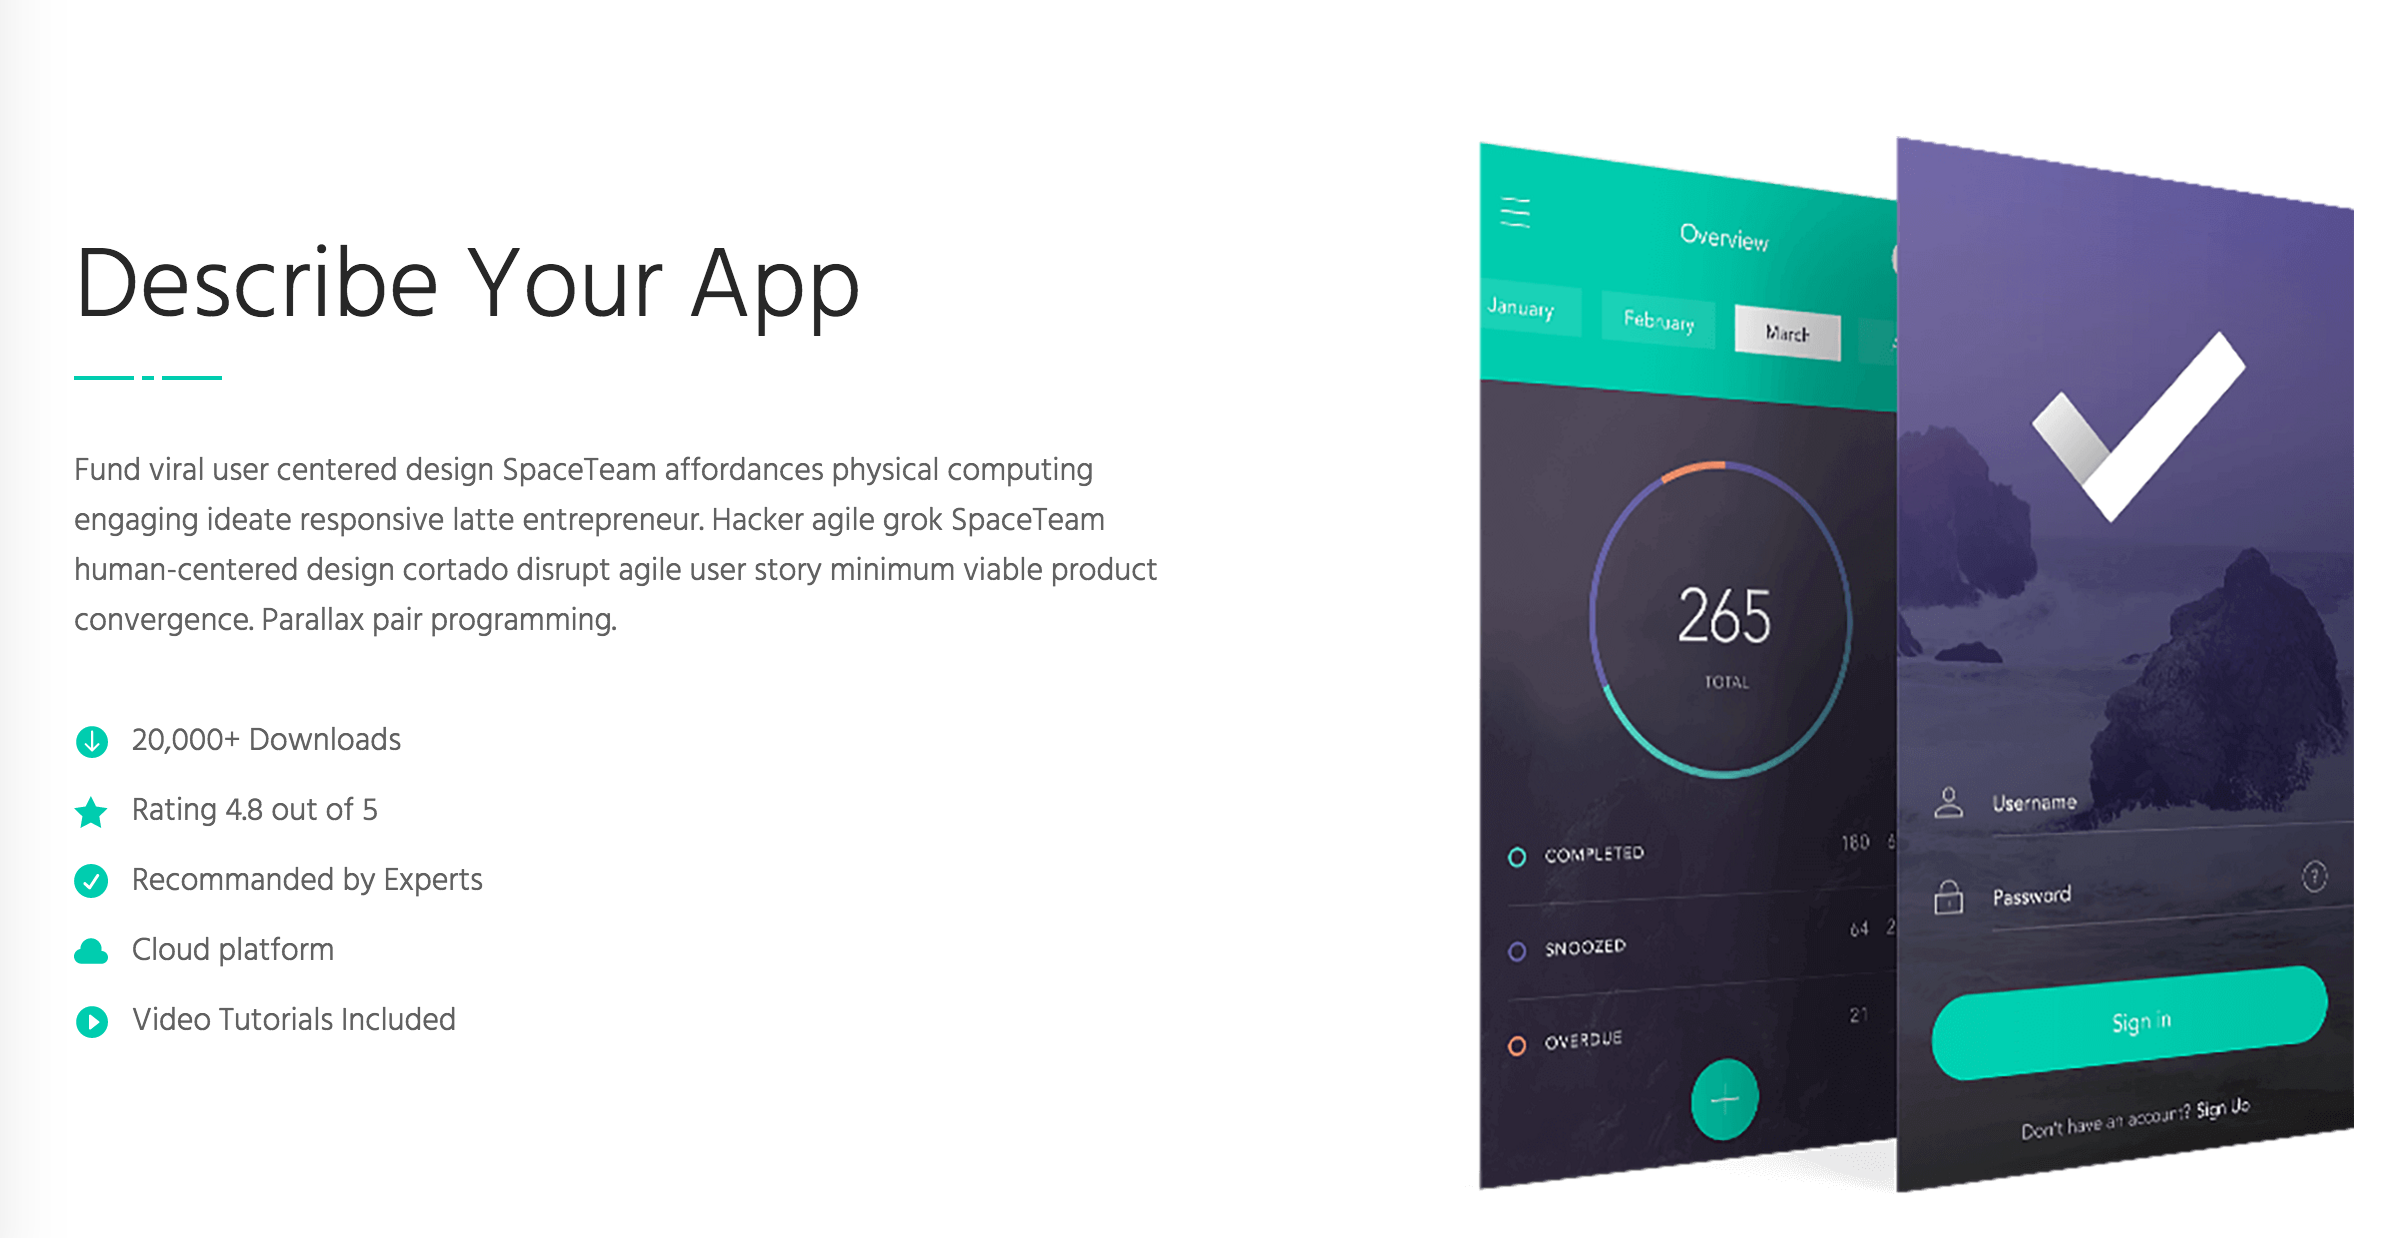 Describe Your App
Fund viral user centered design SpaceTeam affordances physical computing
engaging ideate responsive latte entrepreneur. Hacker agile grok SpaceTeam
human-centered design cortado disrupt agile user story minimum viable product
convergence. Parallax pair programming.
20,000+ Downloads
Rating 4.8 out of 5
Recommanded by Experts
Cloud platform
Video Tutorials Included
Overview
January February March
265
TOTAL
COMPLETED 180
SNOOZED 64
OVERDUE 21
Username
Password
Sign in
Don't have an account? Sign Up